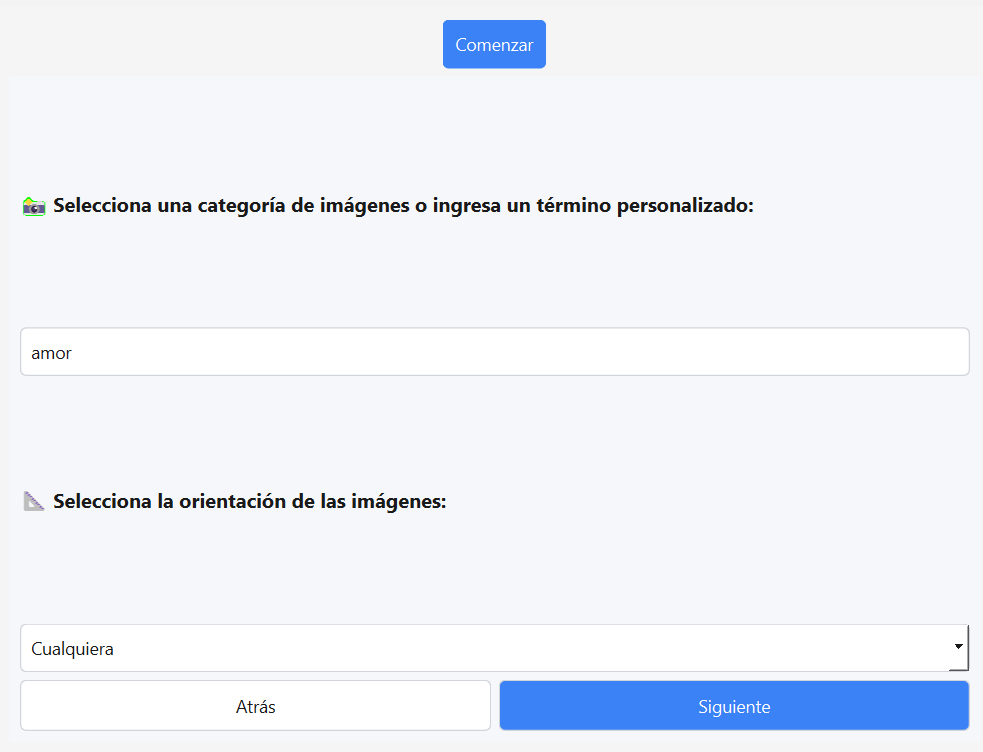 Comenzar
Selecciona una categoría de imágenes o ingresa un término personalizado:
amor
Selecciona la orientación de las imágenes:
Cualquiera
Atrás
Siguiente